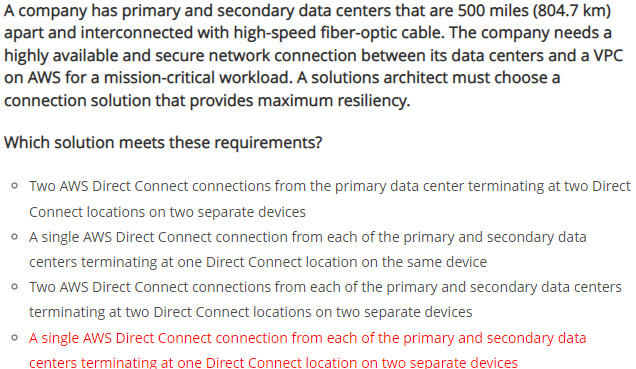 A company has primary and secondary data centers that are 500 miles (804.7 km)
apart and interconnected with high-speed fiber-optic cable. The company needs a
highly available and secure network connection between its data centers and a VPC
on AWS for a mission-critical workload. A solutions architect must choose a
connection solution that provides maximum resiliency.
Which solution meets these requirements?
Two AWS Direct Connect connections from the primary data center terminating at two Direct
Connect locations on two separate devices
A single AWS Direct Connect connection from each of the primary and secondary data
centers terminating at one Direct Connect location on the same device
Two AWS Direct Connect connections from each of the primary and secondary data centers
terminating at two Direct Connect locations on two separate devices
A single AWS Direct Connect connection from each of the primary and secondary data
centers terminating at one Direct Connect location on two separate devices